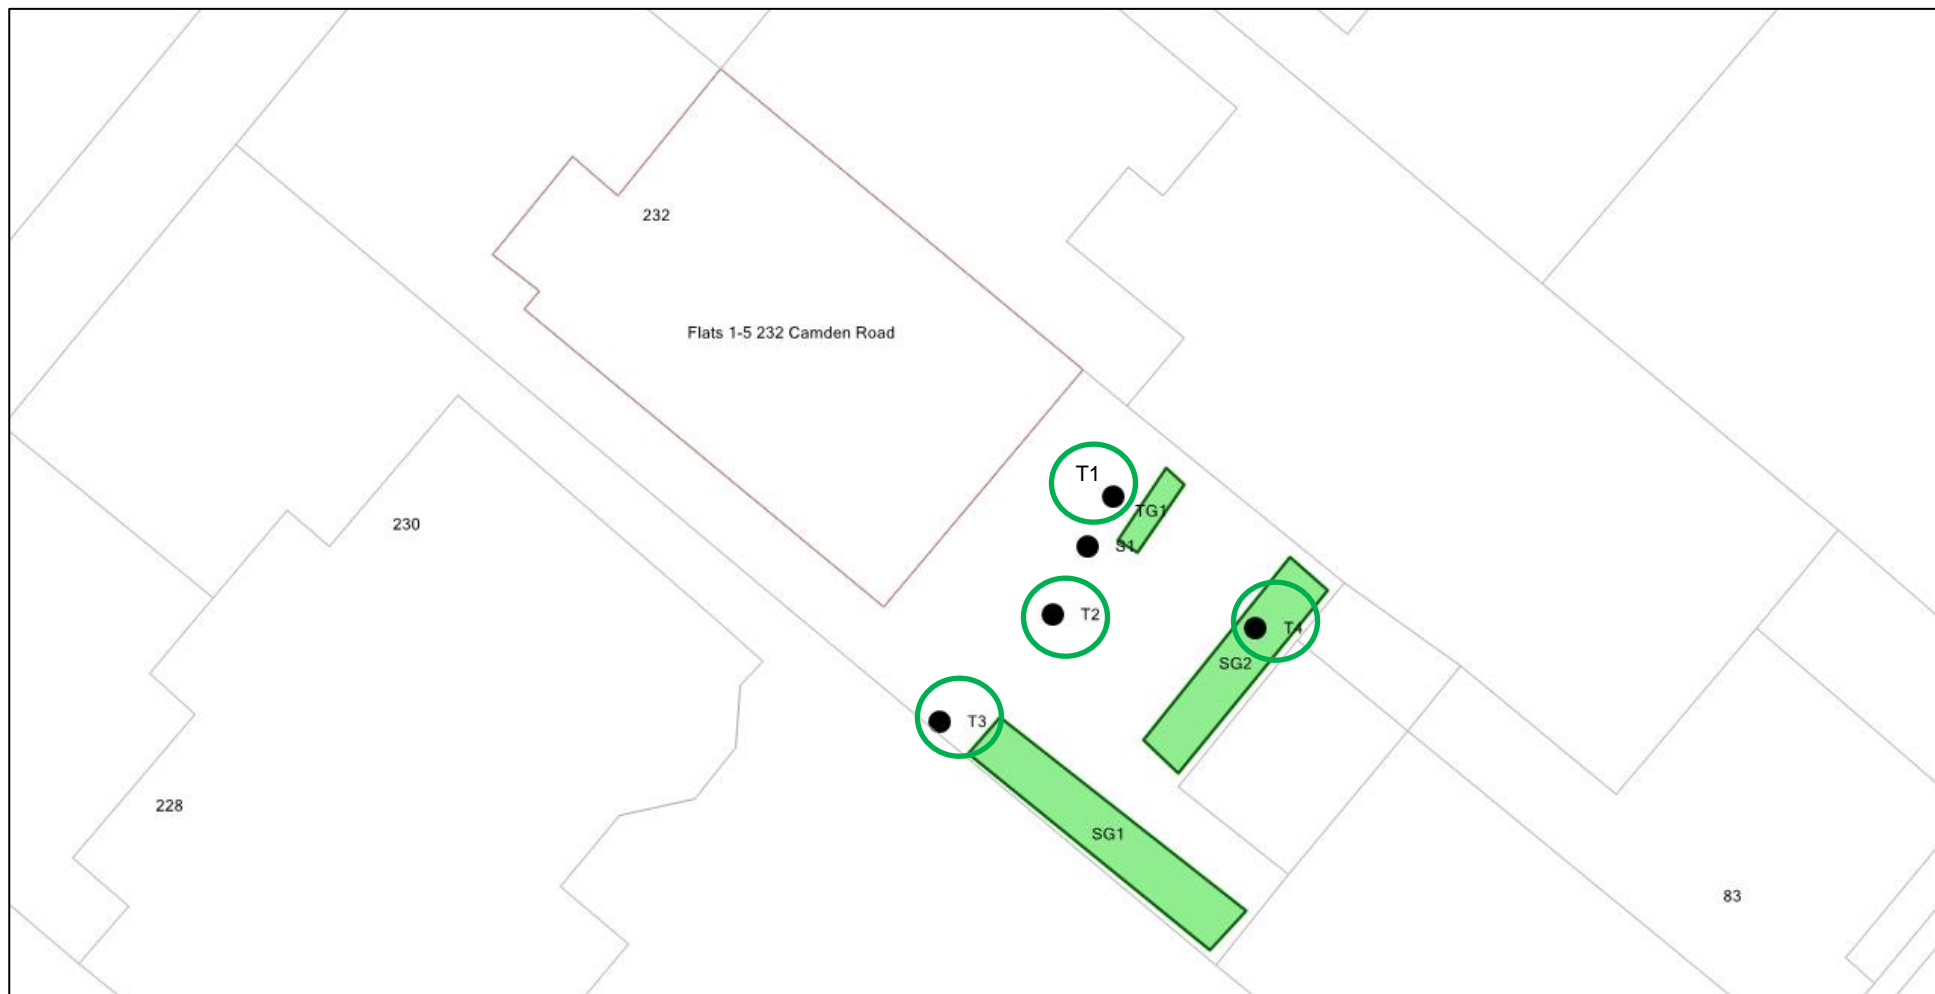 232
Flats 1-5 232 Camden Road
T1
TG1
230
S1
T2
T4
SG2
T3
228
SG1
83